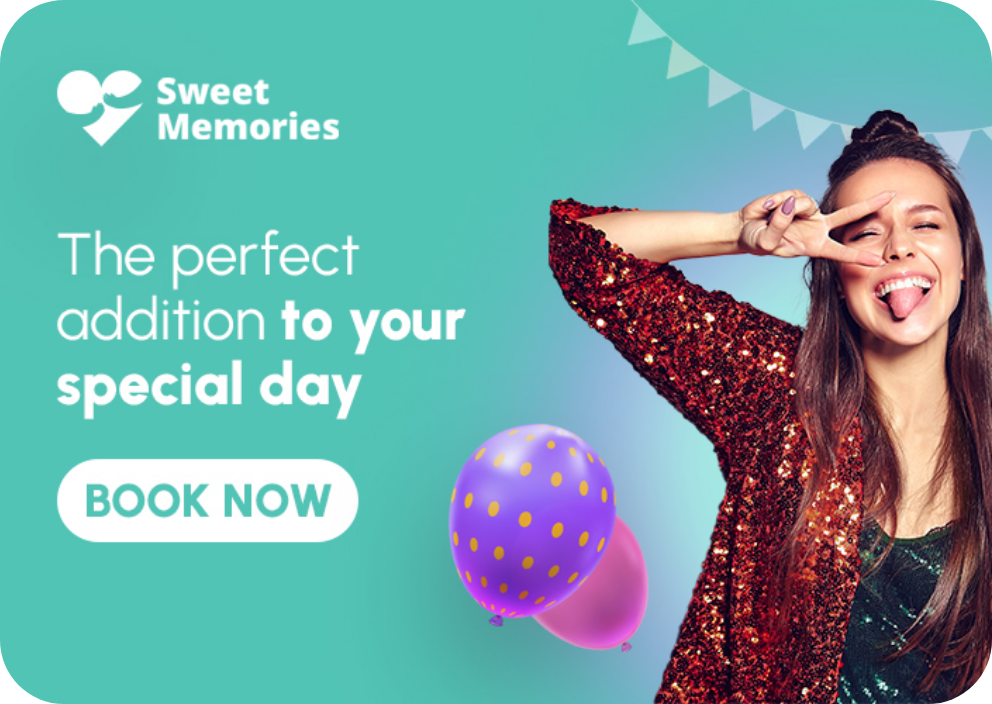 Sweet
Memories
The perfect
addition to your
special day
BOOK NOW